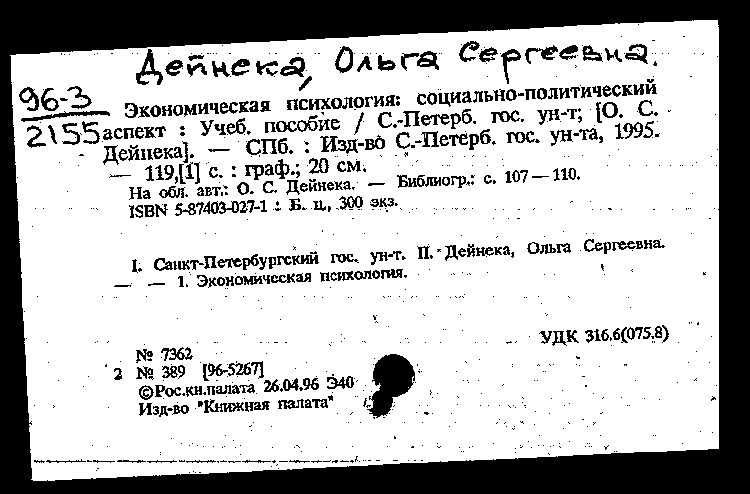 Дейнека, Ольга Сергеевна.
96-3
2155
Экономическая психология: социально-политический
аспект : Учеб. пособие / С.-Петерб. гос. ун-т; [О. С.
Дейнека]. — СПб. : Изд-во С.-Петерб. гос. ун-та, 1995.
— 119,[1] с. : граф.; 20 см.
На обл. авт.: О. С. Дейнека. — Библиогр.: с. 107—110.
ISBN 5-87403-027-1 : Б. ц., 300 экз.
I. Санкт-Петербургский гос. ун-т. II. Дейнека, Ольга Сергеевна.
— — 1. Экономическая психология.
УДК 316.6(075.8)
№ 7362
2 № 389 [96-5267]
©Рос.кн.палата 26.04.96 Э40
Изд-во "Книжная палата"